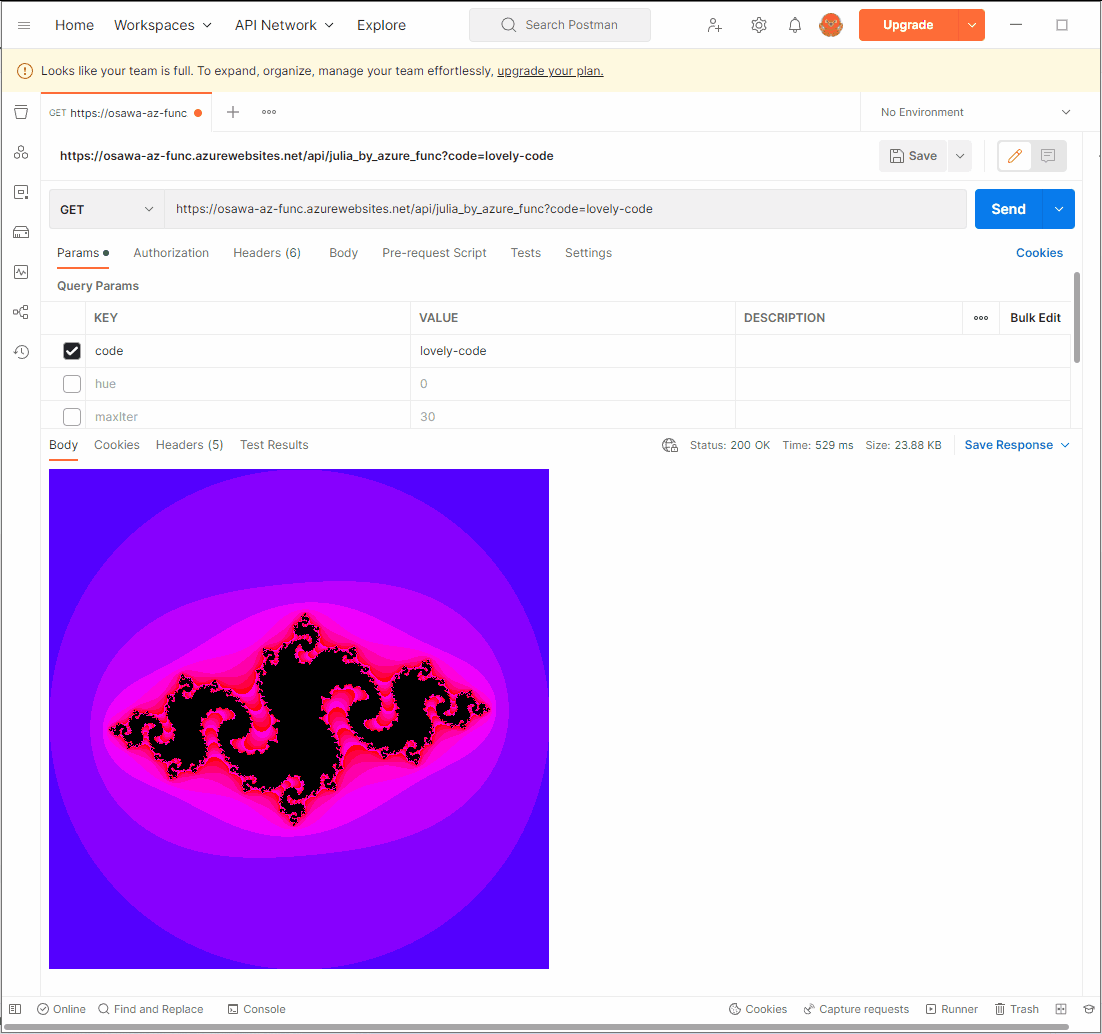 Home Workspaces API Network Explore Search Postman Upgrade
Looks like your team is full. To expand, organize, manage your team effortlessly, upgrade your plan.
GET https://osawa-az-func No Environment
https://osawa-az-func.azurewebsites.net/api/julia_by_azure_func?code=lovely-code Save
GET https://osawa-az-func.azurewebsites.net/api/julia_by_azure_func?code=lovely-code Send
Params Authorization Headers (6) Body Pre-request Script Tests Settings Cookies
Query Params
KEY VALUE DESCRIPTION Bulk Edit
code lovely-code
hue 0
maxIter 30
Body Cookies Headers (5) Test Results Status: 200 OK Time: 529 ms Size: 23.88 KB Save Response
Online Find and Replace Console Cookies Capture requests Runner Trash